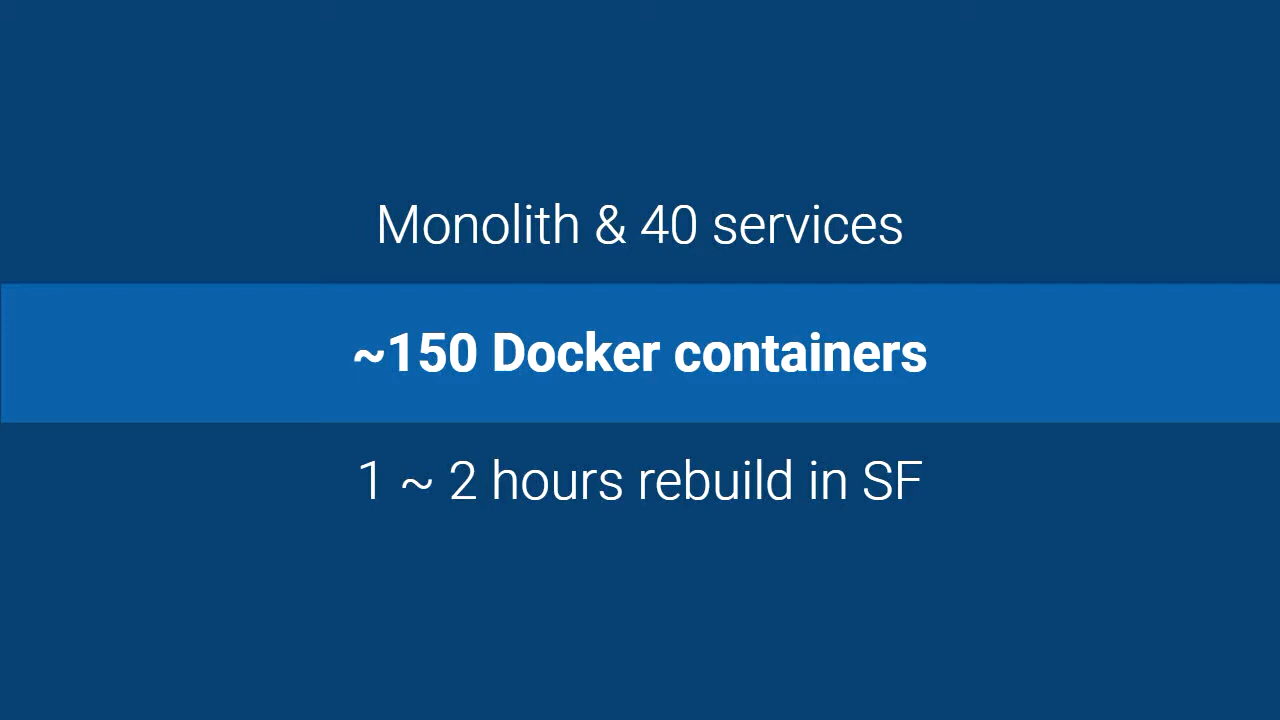 Monolith & 40 services
~150 Docker containers
1 ~ 2 hours rebuild in SF